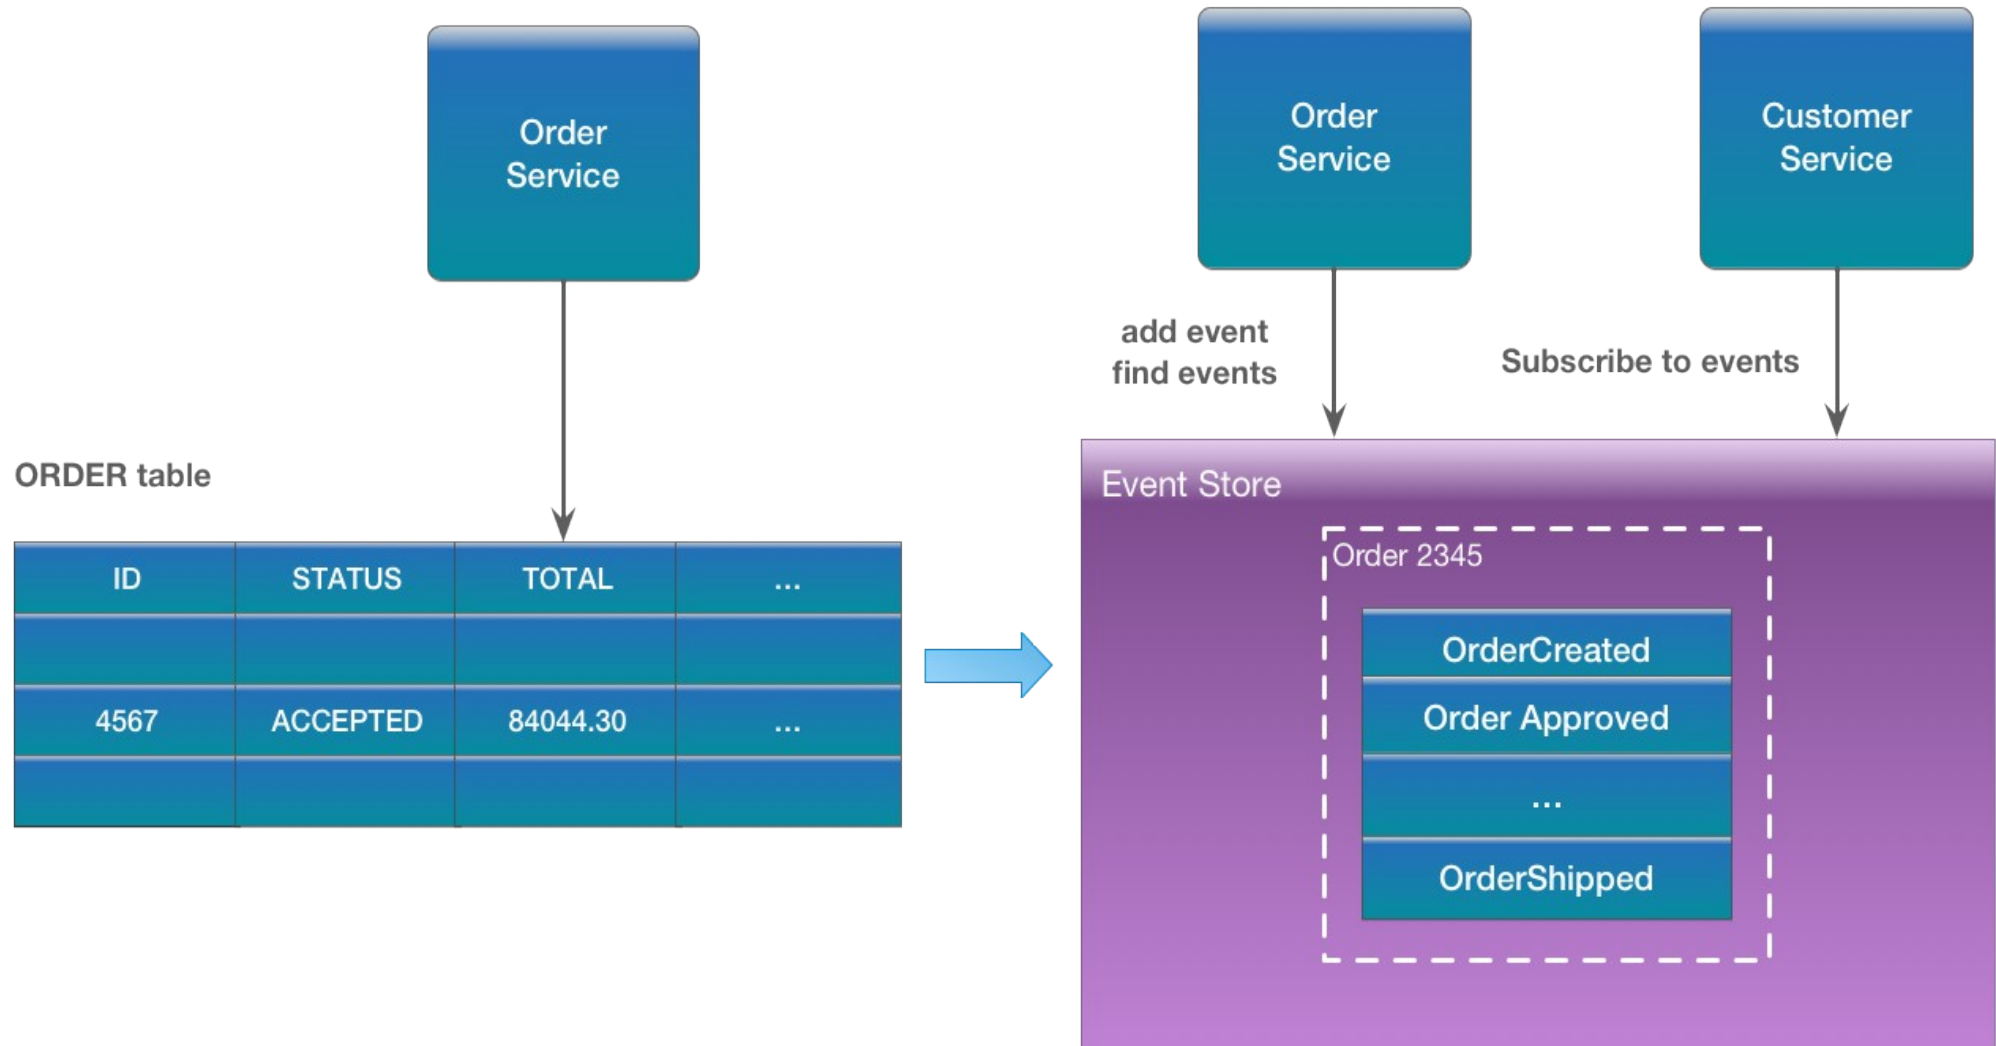 Order
Service
ORDER table
ID STATUS TOTAL ...
4567 ACCEPTED 84044.30 ...
Order
Service
Customer
Service
add event
find events
Subscribe to events
Event Store
Order 2345
OrderCreated
Order Approved
...
OrderShipped